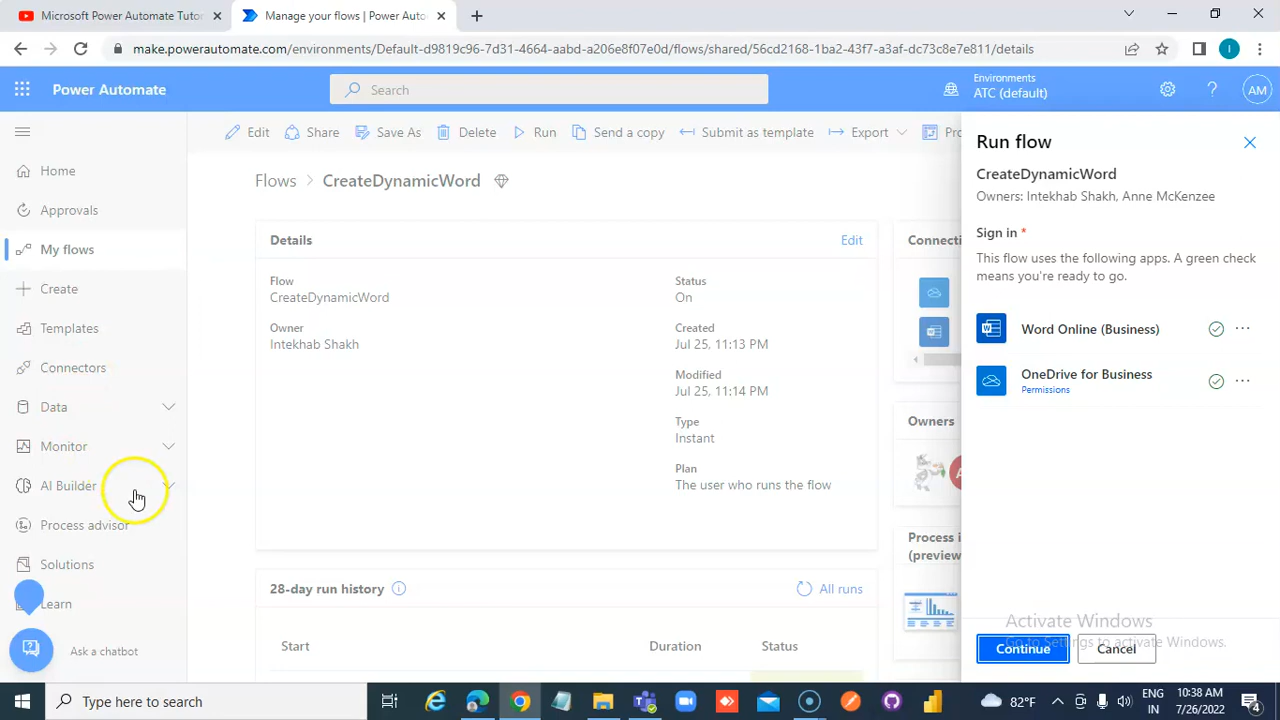 Microsoft Power Automate Tutor
Manage your flows | Power Auto
make.powerautomate.com/environments/Default-d9819c96-7d31-4664-aabd-a206e8f07e0d/flows/shared/56cd2168-1ba2-43f7-a3af-dc73c8e7e811/details
I
Power Automate
Search
Environments
ATC (default)
AM
Edit
Share
Save As
Delete
Run
Send a copy
Submit as template
Export
Home
Approvals
My flows
Create
Templates
Connectors
Data
Monitor
AI Builder
Process advisor
Solutions
Learn
Ask a chatbot
Flows > CreateDynamicWord
Details
Edit
Flow
CreateDynamicWord
Owner
Intekhab Shakh
Status
On
Created
Jul 25, 11:13 PM
Modified
Jul 25, 11:14 PM
Type
Instant
Plan
The user who runs the flow
28-day run history
All runs
Start
Duration
Status
Owners
(preview
Run flow
CreateDynamicWord
Owners: Intekhab Shakh, Anne McKenzee
Sign in *
This flow uses the following apps. A green check
means you're ready to go.
Word Online (Business)
OneDrive for Business
Permissions
Activate Windows
Go to Settings to activate Windows.
Continue
Cancel
Type here to search
82°F
ENG
IN
10:38 AM
7/26/2022
4